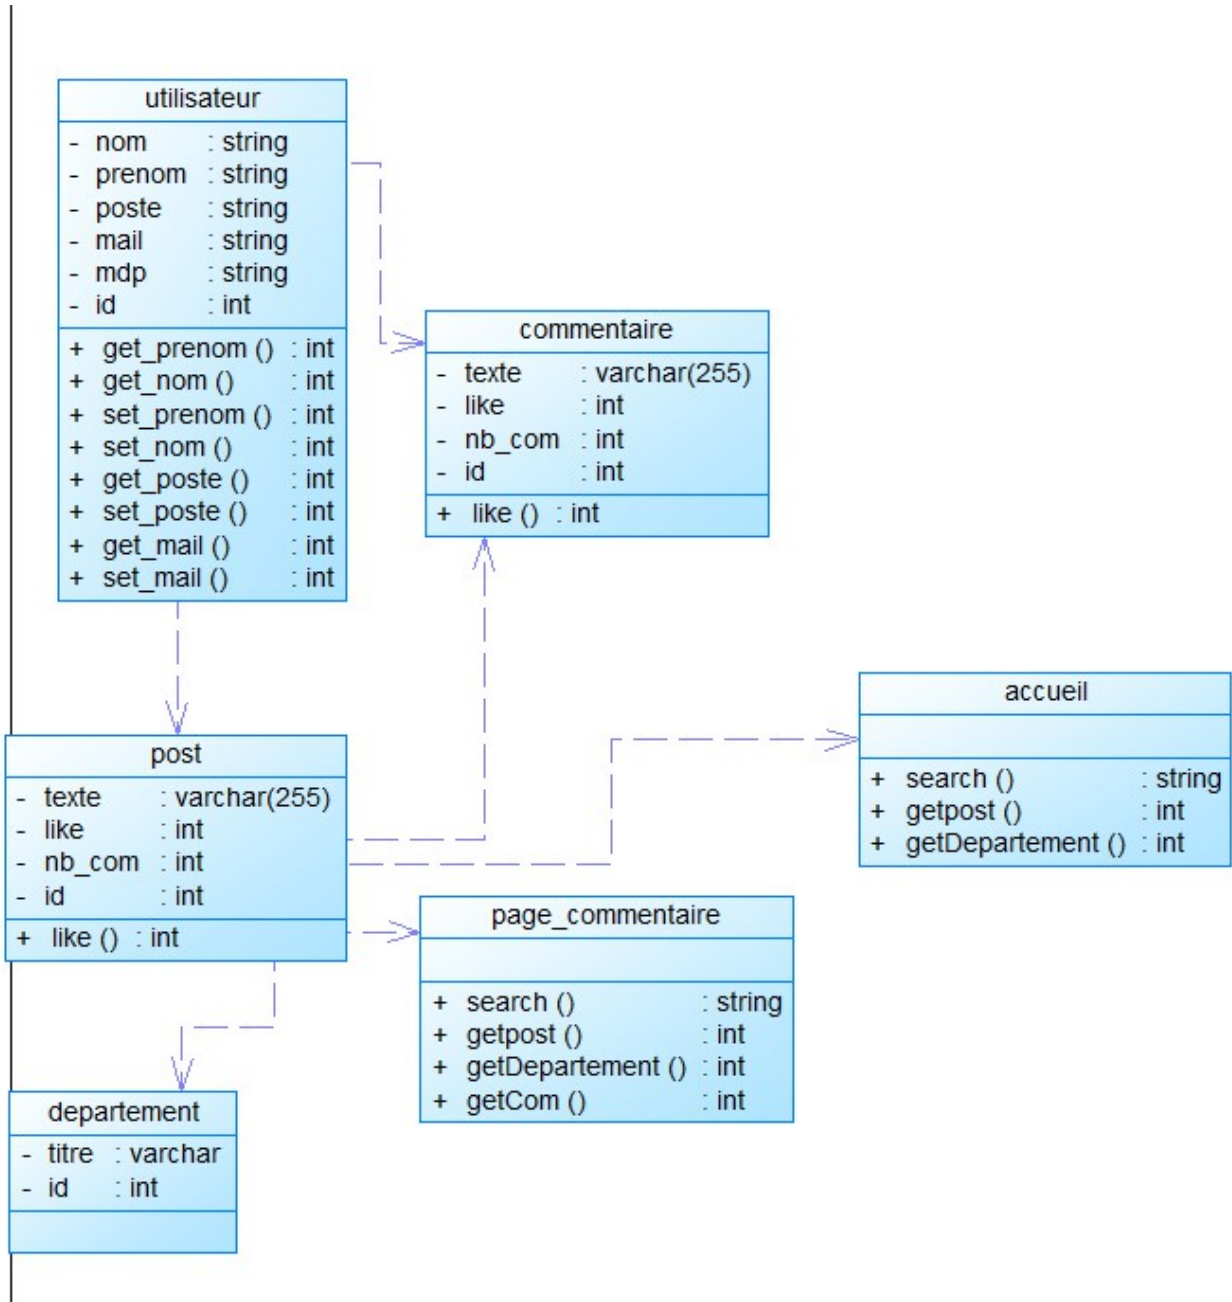 utilisateur
- nom : string
- prenom : string
- poste : string
- mail : string
- mdp : string
- id : int
+ get_prenom () : int
+ get_nom () : int
+ set_prenom () : int
+ set_nom () : int
+ get_poste () : int
+ set_poste () : int
+ get_mail () : int
+ set_mail () : int
commentaire
- texte : varchar(255)
- like : int
- nb_com : int
- id : int
+ like () : int
accueil
+ search () : string
+ getpost () : int
+ getDepartement () : int
post
- texte : varchar(255)
- like : int
- nb_com : int
- id : int
+ like () : int
page_commentaire
+ search () : string
+ getpost () : int
+ getDepartement () : int
+ getCom () : int
departement
- titre : varchar
- id : int